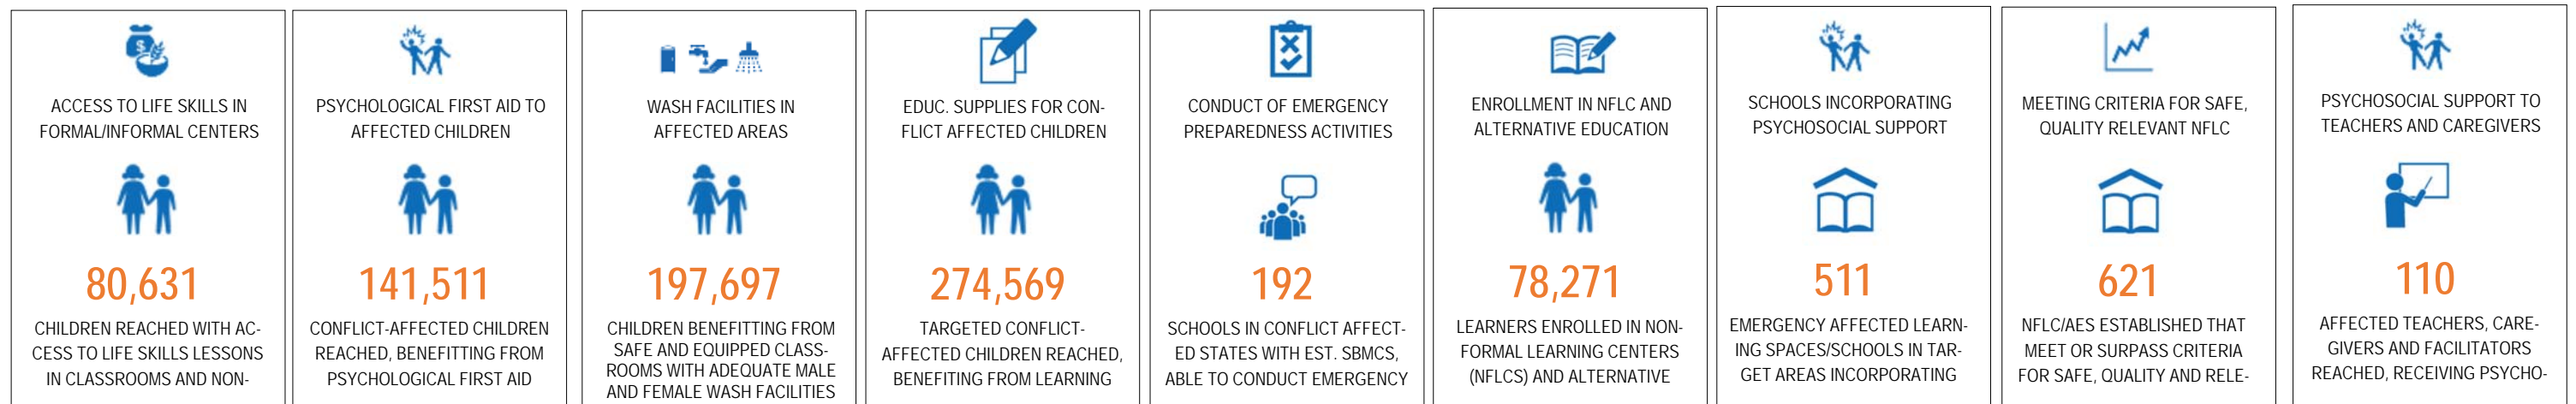 ACCESS TO LIFE SKILLS IN
FORMAL/INFORMAL CENTERS
80,631
CHILDREN REACHED WITH AC-
CESS TO LIFE SKILLS LESSONS
IN CLASSROOMS AND NON-
PSYCHOLOGICAL FIRST AID TO
AFFECTED CHILDREN
141,511
CONFLICT-AFFECTED CHILDREN
REACHED, BENEFITTING FROM
PSYCHOLOGICAL FIRST AID
WASH FACILITIES IN
AFFECTED AREAS
197,697
CHILDREN BENEFITTING FROM
SAFE AND EQUIPPED CLASS-
ROOMS WITH ADEQUATE MALE
AND FEMALE WASH FACILITIES
EDUC. SUPPLIES FOR CON-
FLICT AFFECTED CHILDREN
274,569
TARGETED CONFLICT-
AFFECTED CHILDREN REACHED,
BENEFITING FROM LEARNING
CONDUCT OF EMERGENCY
PREPAREDNESS ACTIVITIES
192
SCHOOLS IN CONFLICT AFFECT-
ED STATES WITH EST. SBMCS,
ABLE TO CONDUCT EMERGENCY
ENROLLMENT IN NFLC AND
ALTERNATIVE EDUCATION
78,271
LEARNERS ENROLLED IN NON-
FORMAL LEARNING CENTERS
(NFLCS) AND ALTERNATIVE
SCHOOLS INCORPORATING
PSYCHOSOCIAL SUPPORT
511
EMERGENCY AFFECTED LEARN-
ING SPACES/SCHOOLS IN TAR-
GET AREAS INCORPORATING
MEETING CRITERIA FOR SAFE,
QUALITY RELEVANT NFLC
621
NFLC/AES ESTABLISHED THAT
MEET OR SURPASS CRITERIA
FOR SAFE, QUALITY AND RELE-
PSYCHOSOCIAL SUPPORT TO
TEACHERS AND CAREGIVERS
110
AFFECTED TEACHERS, CARE-
GIVERS AND FACILITATORS
REACHED, RECEIVING PSYCHO-